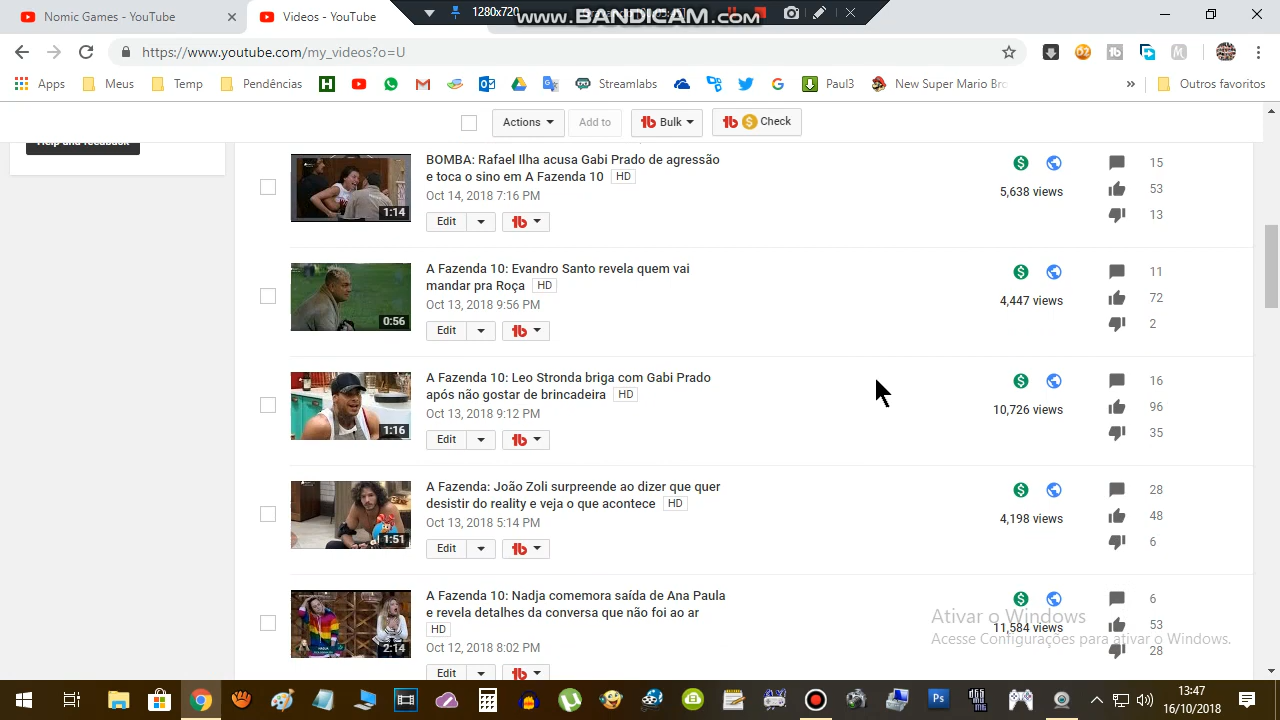 Nomic Games - YouTube
Videos - YouTube
1280x720
www.BANDICAM.com
https://www.youtube.com/my_videos?o=U
Apps Meus Temp Pendências H Streamlabs Paul3 New Super Mario Bro » Outros favoritos
Actions Add to Bulk Check
Help and feedback
BOMBA: Rafael Ilha acusa Gabi Prado de agressão
e toca o sino em A Fazenda 10 HD
Oct 14, 2018 7:16 PM
1:14
Edit
5,638 views
15
53
13
A Fazenda 10: Evandro Santo revela quem vai
mandar pra Roça HD
Oct 13, 2018 9:56 PM
0:56
Edit
4,447 views
11
72
2
A Fazenda 10: Leo Stronda briga com Gabi Prado
após não gostar de brincadeira HD
Oct 13, 2018 9:12 PM
1:16
Edit
10,726 views
16
96
35
A Fazenda: João Zoli surpreende ao dizer que quer
desistir do reality e veja o que acontece HD
Oct 13, 2018 5:14 PM
1:51
Edit
4,198 views
28
48
6
A Fazenda 10: Nadja comemora saída de Ana Paula
e revela detalhes da conversa que não foi ao ar
HD
Oct 12, 2018 8:02 PM
2:14
Edit
11,584 views
6
53
28
Ativar o Windows
Acesse Configurações para ativar o Windows.
13:47
16/10/2018